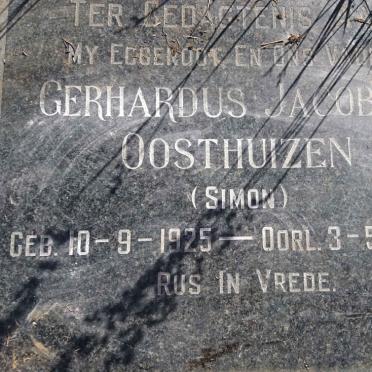 TER GEDAGTENIS
MY EGGENOOT EN ONS
GERHARDUS JACOB
OOSTHUIZEN
(SIMON)
GEB. 10-9-1925 — OORL. 3-5
RUS IN VREDE.